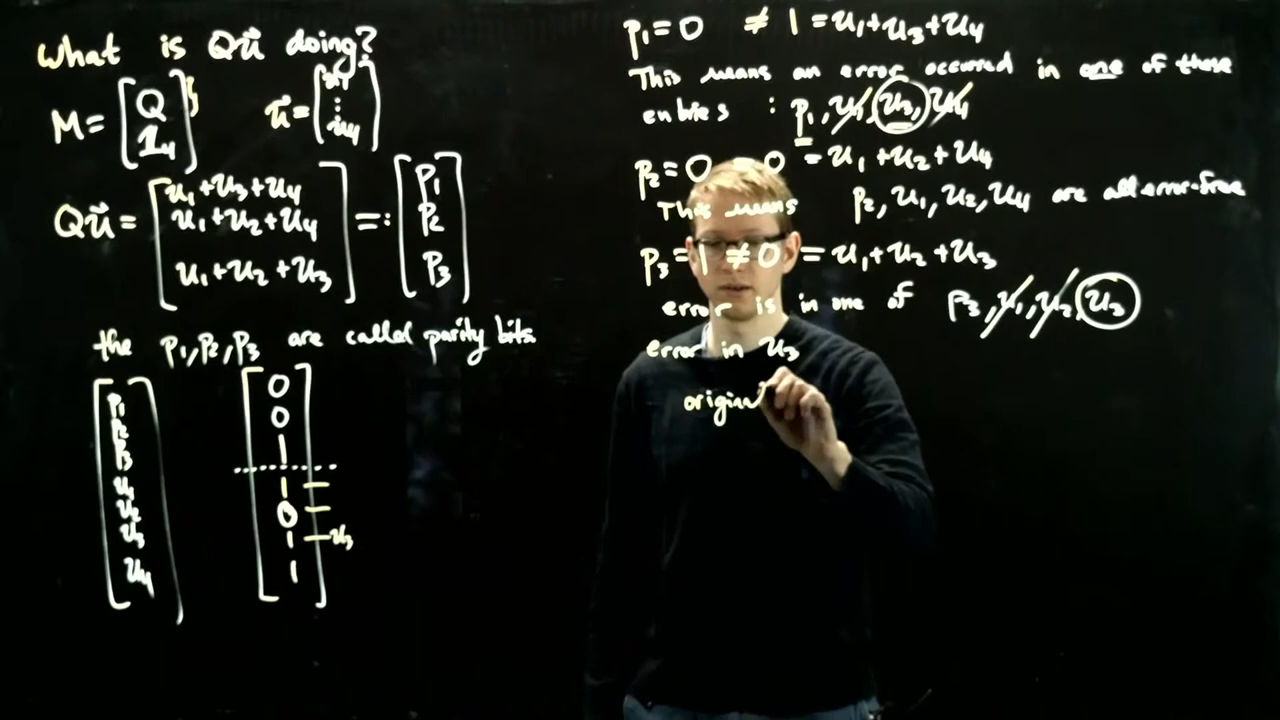 What is Qu⃗ doing?
M = [Q 1₄]
u⃗ = [u₁ ⋮ u₄]
Qu⃗ = [u₁+u₃+u₄
u₁+u₂+u₄
u₁+u₂+u₃] =: [p₁ p₂ p₃]
the p₁, p₂, p₃ are called parity bits
[p₁ p₂ p₃ u₁ u₂ u₃ u₄]
[0 0 1 1 0 1 1]
u₃
p₁ = 0 ≠ 1 = u₁+u₃+u₄
This means an error occurred in one of these
entries : p₁, u₁, u₃, u₄
p₂ = 0 0 = u₁+u₂+u₄
This means p₂, u₁, u₂, u₄ are all error-free
p₃ = 1 ≠ 0 = u₁+u₂+u₃
error is in one of p₃, u₁, u₂, u₃
error in u₃
original